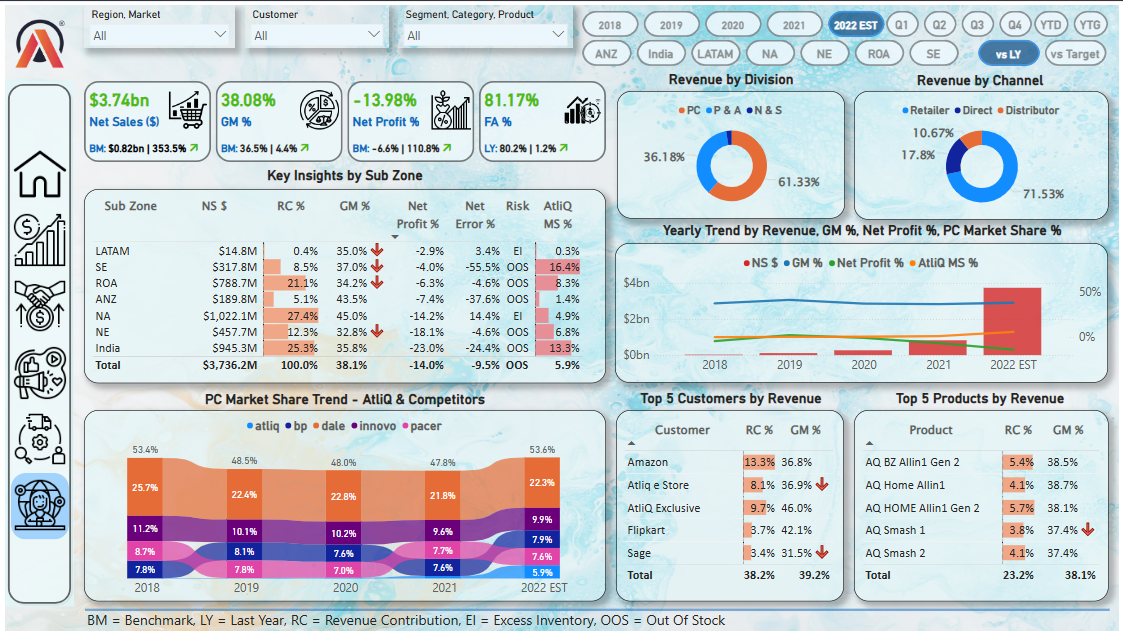 Region, Market
All
Customer
All
Segment, Category, Product
All
2018 2019 2020 2021 2022 EST Q1 Q2 Q3 Q4 YTD YTG
ANZ India LATAM NA NE ROA SE vs LY vs Target
$3.74bn
Net Sales ($)
BM: $0.82bn | 353.5%
38.08%
GM %
BM: 36.5% | 4.4%
-13.98%
Net Profit %
BM: -6.6% | 110.8%
81.17%
FA %
LY: 80.2% | 1.2%
Revenue by Division
PC P & A N & S
36.18%
61.33%
Revenue by Channel
Retailer Direct Distributor
10.67%
17.8%
71.53%
Key Insights by Sub Zone
Sub Zone NS $ RC % GM % Net Profit % Net Error % Risk AtliQ MS %
LATAM $14.8M 0.4% 35.0% -2.9% 3.4% EI 0.3%
SE $317.8M 8.5% 37.0% -4.0% -55.5% OOS 16.4%
ROA $788.7M 21.1% 34.2% -6.3% -4.6% OOS 8.3%
ANZ $189.8M 5.1% 43.5% -7.4% -37.6% OOS 1.4%
NA $1,022.1M 27.4% 45.0% -14.2% 14.4% EI 4.9%
NE $457.7M 12.3% 32.8% -18.1% -4.6% OOS 6.8%
India $945.3M 25.3% 35.8% -23.0% -24.4% OOS 13.3%
Total $3,736.2M 100.0% 38.1% -14.0% -9.5% OOS 5.9%
Yearly Trend by Revenue, GM %, Net Profit %, PC Market Share %
NS $ GM % Net Profit % AtliQ MS %
$4bn 50%
$2bn 0%
$0bn
2018 2019 2020 2021 2022 EST
PC Market Share Trend - AtliQ & Competitors
atliq bp dale innovo pacer
53.4% 48.5% 48.0% 47.8% 53.6%
25.7% 22.4% 22.8% 21.8% 22.3%
11.2% 10.1% 10.2% 9.6% 9.9%
8.7% 8.1% 7.6% 7.7% 7.9%
7.8% 7.8% 7.0% 7.6% 7.6%
5.9%
2018 2019 2020 2021 2022 EST
Top 5 Customers by Revenue
Customer RC % GM %
Amazon 13.3% 36.8%
Atliq e Store 8.1% 36.9%
AtliQ Exclusive 9.7% 46.0%
Flipkart 3.7% 42.1%
Sage 3.4% 31.5%
Total 38.2% 39.2%
Top 5 Products by Revenue
Product RC % GM %
AQ BZ Allin1 Gen 2 5.4% 38.5%
AQ Home Allin1 4.1% 38.7%
AQ HOME Allin1 Gen 2 5.7% 38.1%
AQ Smash 1 3.8% 37.4%
AQ Smash 2 4.1% 37.4%
Total 23.2% 38.1%
BM = Benchmark, LY = Last Year, RC = Revenue Contribution, EI = Excess Inventory, OOS = Out Of Stock